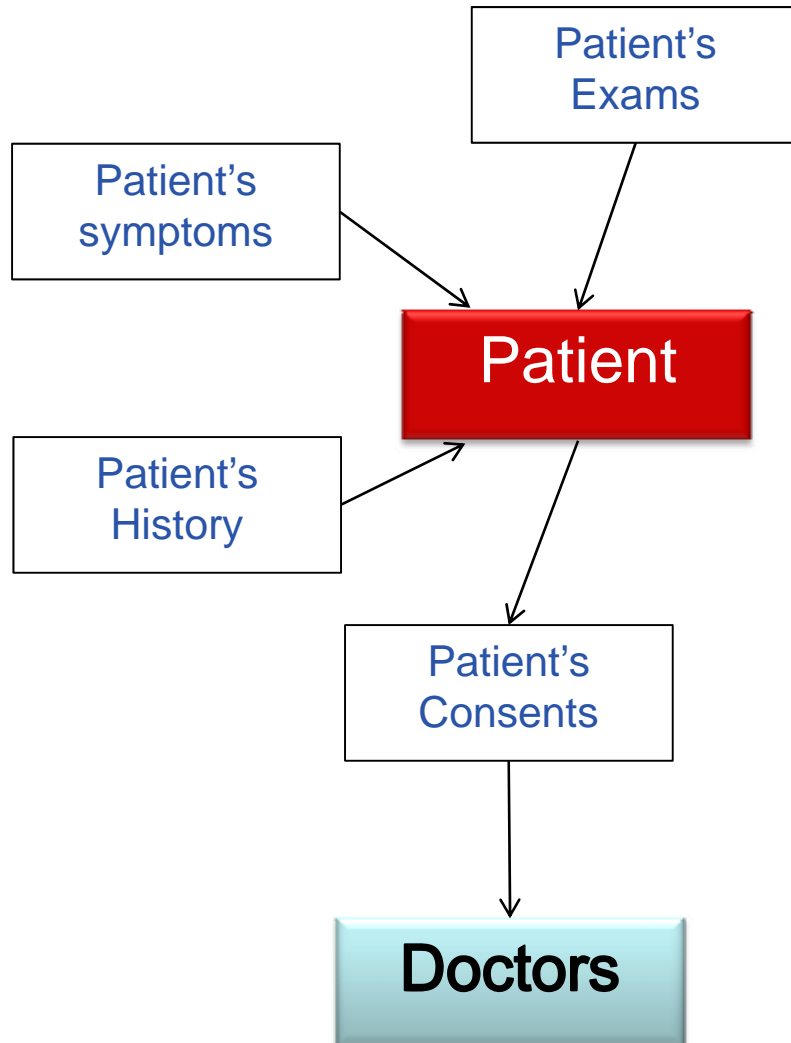 Patient’s
Exams
Patient’s
symptoms
Patient
Patient’s
History
Patient’s
Consents
Doctors